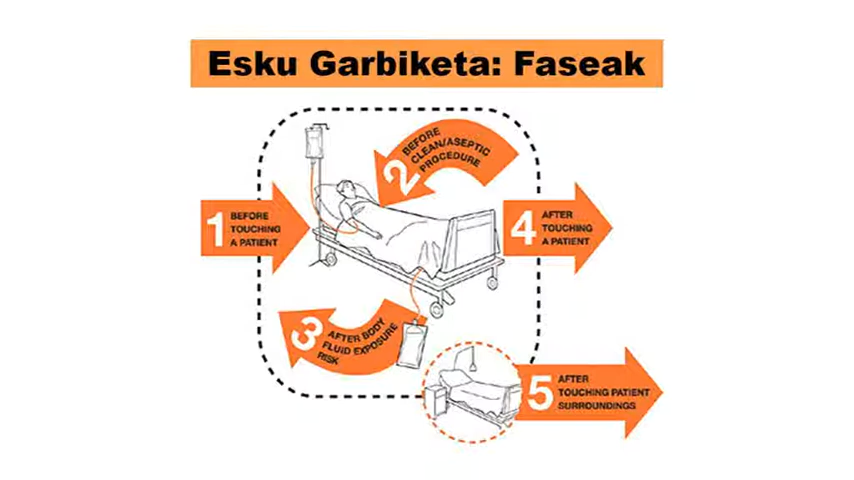 Esku Garbiketa: Faseak
1
BEFORE
TOUCHING
A PATIENT
2
BEFORE
CLEAN/ASEPTIC
PROCEDURE
3
AFTER BODY
FLUID EXPOSURE
RISK
4
AFTER
TOUCHING
A PATIENT
5
AFTER
TOUCHING PATIENT
SURROUNDINGS